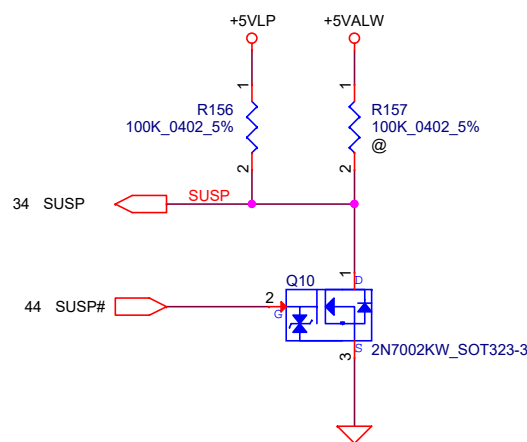 +5VLP +5VALW
1 1
R156 R157
100K_0402_5% 100K_0402_5%
@
2 2
34 SUSP SUSP
1
D
Q10
44 SUSP# 2
G
S
2N7002KW_SOT323-3
3